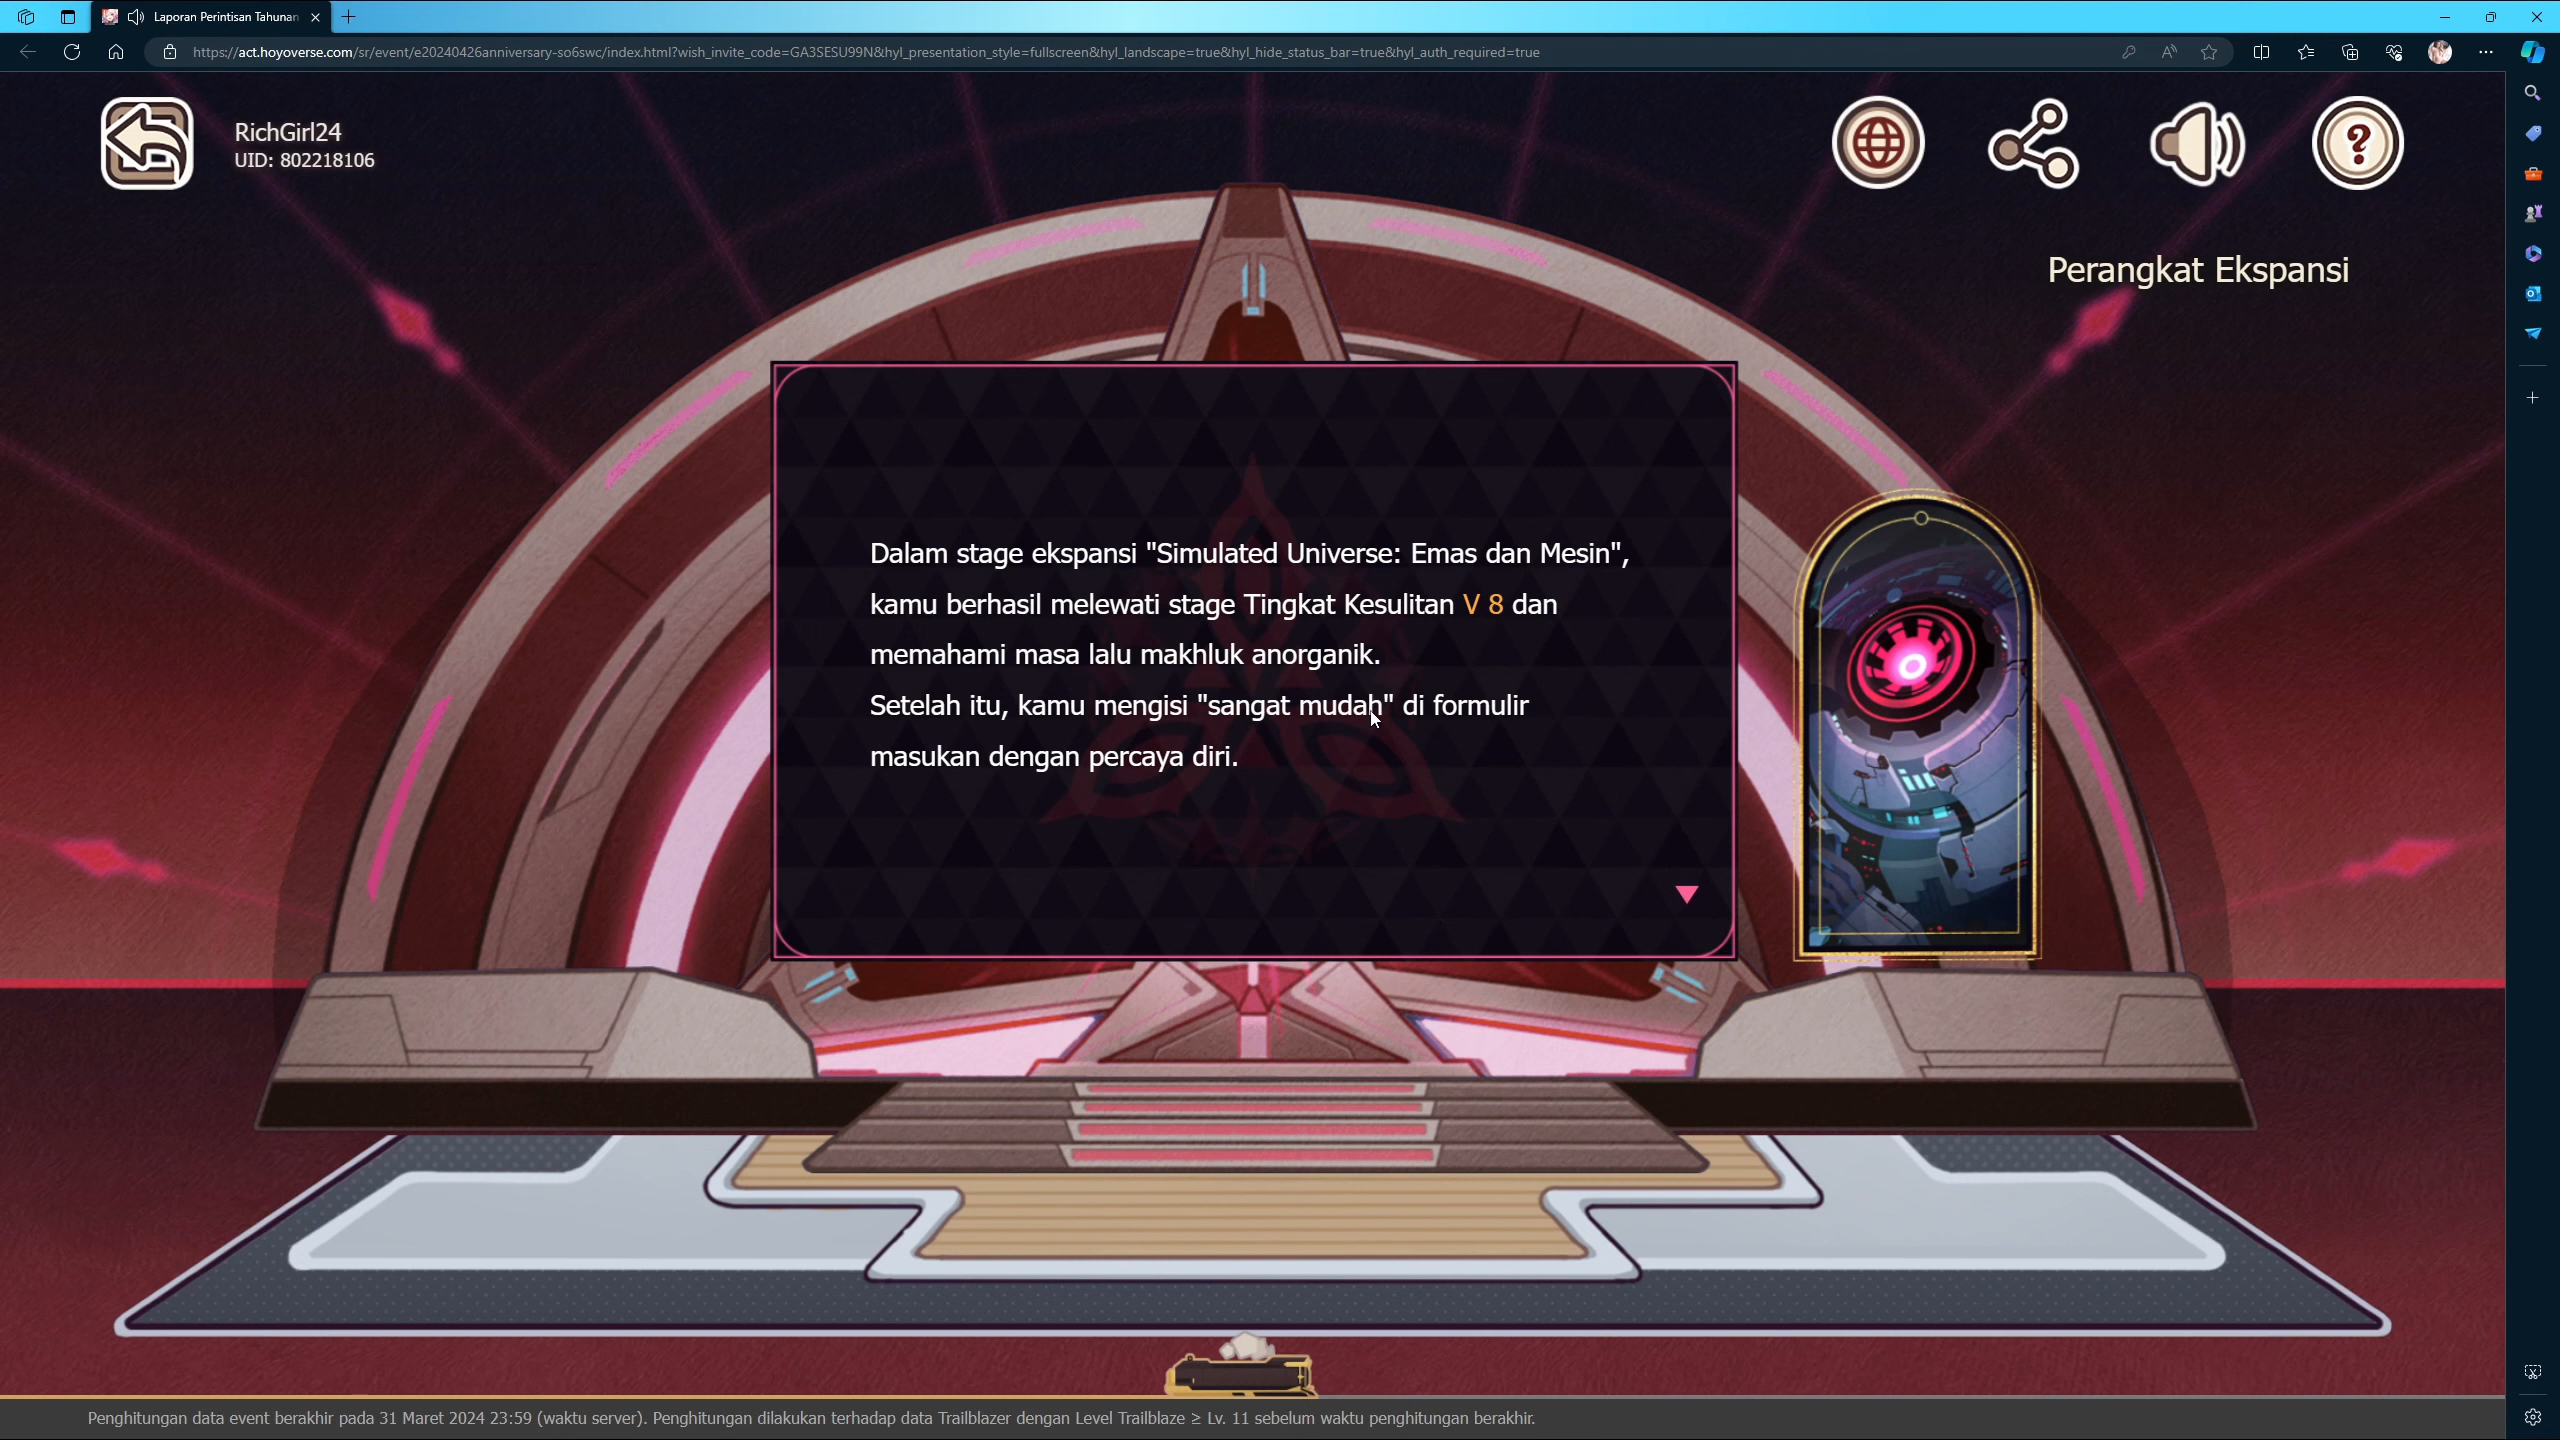 Laporan Perintisan Tahunan
https://act.hoyoverse.com/sr/event/e20240426anniversary-so6swc/index.html?wish_invite_code=GA3SESU99N&hyl_presentation_style=fullscreen&hyl_landscape=true&hyl_hide_status_bar=true&hyl_auth_required=true
RichGirl24
UID: 802218106
Perangkat Ekspansi
Dalam stage ekspansi "Simulated Universe: Emas dan Mesin",
kamu berhasil melewati stage Tingkat Kesulitan V 8 dan
memahami masa lalu makhluk anorganik.
Setelah itu, kamu mengisi "sangat mudah" di formulir
masukan dengan percaya diri.
Penghitungan data event berakhir pada 31 Maret 2024 23:59 (waktu server). Penghitungan dilakukan terhadap data Trailblazer dengan Level Trailblaze ≥ Lv. 11 sebelum waktu penghitungan berakhir.